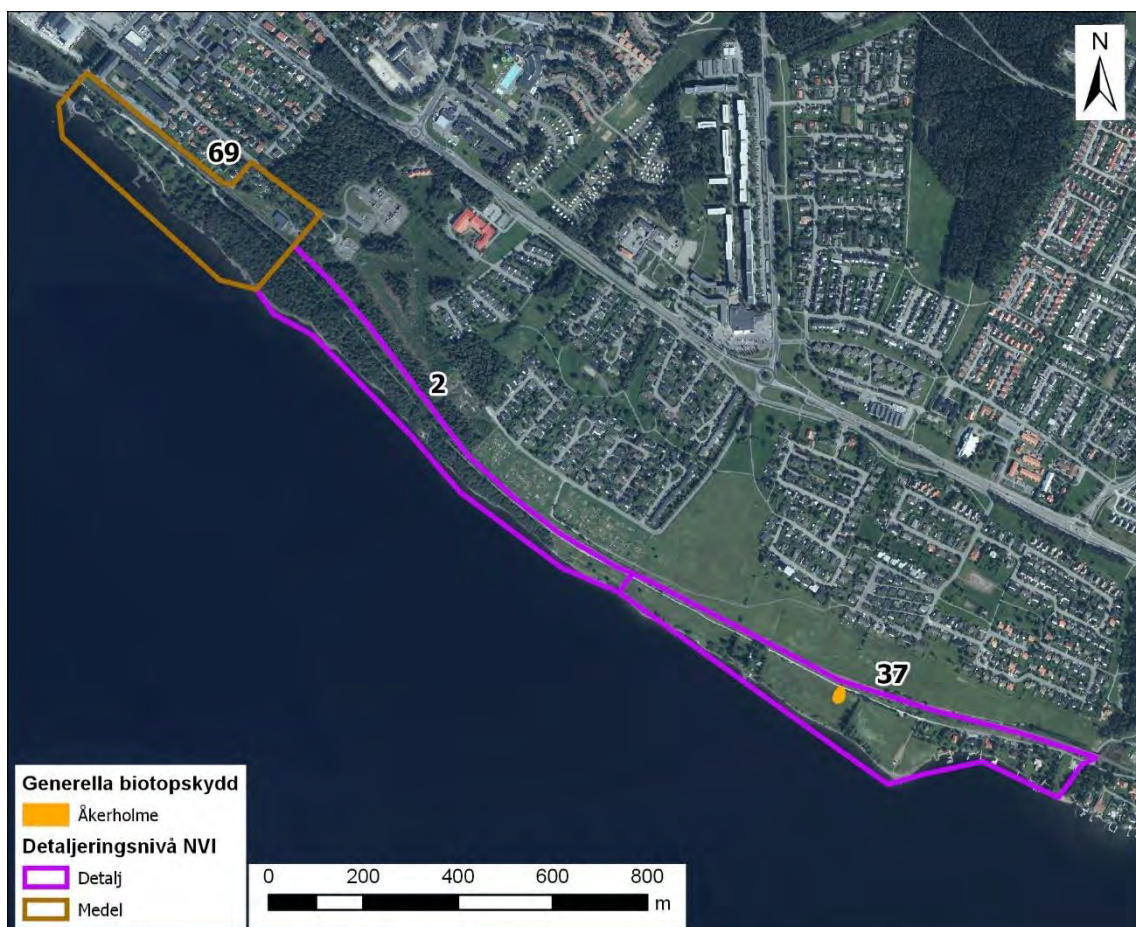 N
69
2
37
Generella biotopskydd
Åkerholme
Detaljeringsnivå NVI
Detalj
Medel
0 200 400 600 800
m